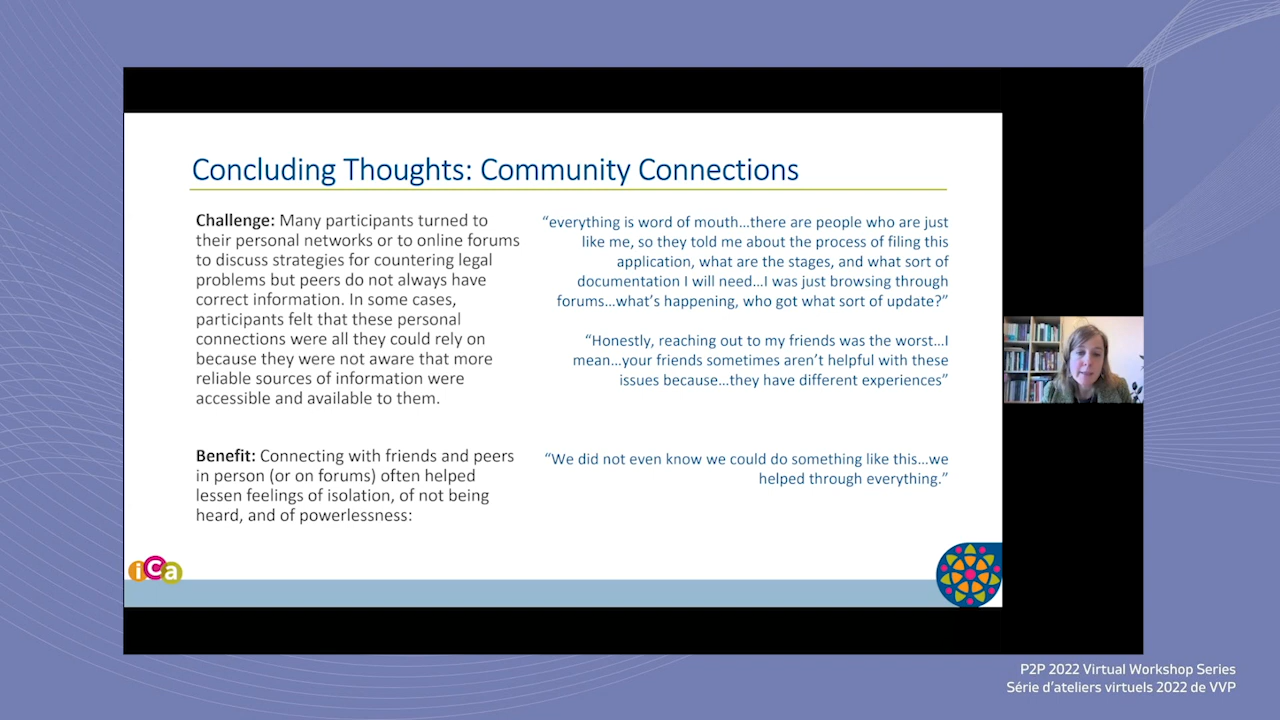 Concluding Thoughts: Community Connections
Challenge: Many participants turned to
their personal networks or to online forums
to discuss strategies for countering legal
problems but peers do not always have
correct information. In some cases,
participants felt that these personal
connections were all they could rely on
because they were not aware that more
reliable sources of information were
accessible and available to them.
“everything is word of mouth…there are people who are just
like me, so they told me about the process of filing this
application, what are the stages, and what sort of
documentation I will need…I was just browsing through
forums…what’s happening, who got what sort of update?”
“Honestly, reaching out to my friends was the worst…I
mean…your friends sometimes aren’t helpful with these
issues because…they have different experiences”
Benefit: Connecting with friends and peers
in person (or on forums) often helped
lessen feelings of isolation, of not being
heard, and of powerlessness:
“We did not even know we could do something like this…we
helped through everything.”
iCa
P2P 2022 Virtual Workshop Series
Série d’ateliers virtuels 2022 de VVP